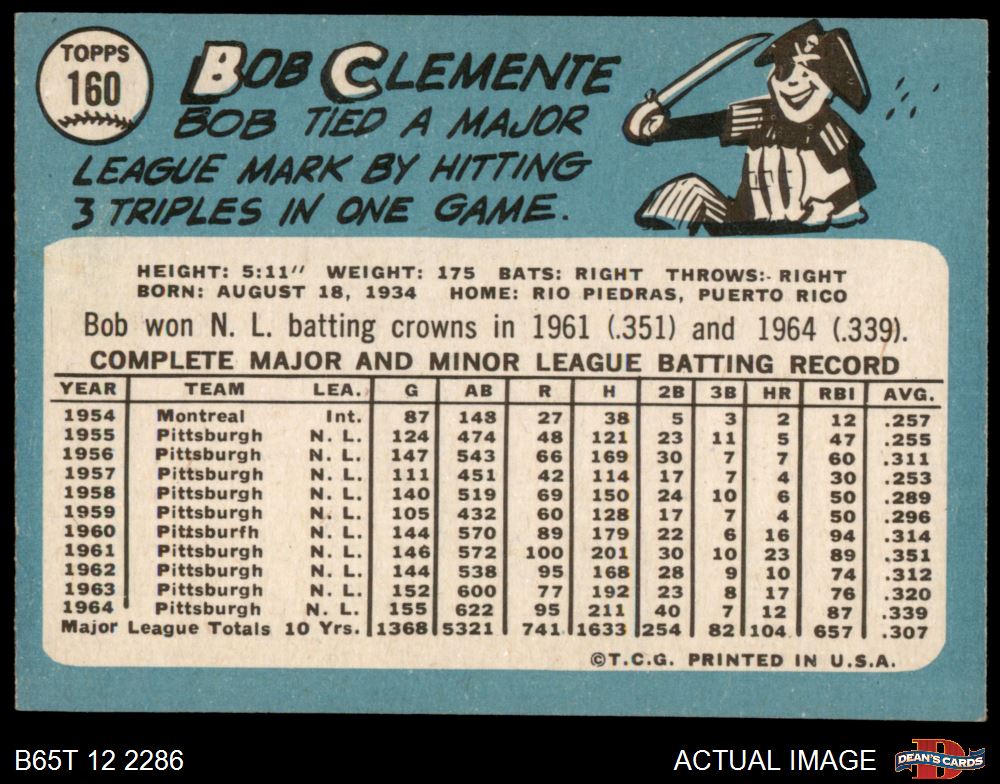 TOPPS
160
BOB CLEMENTE
BOB TIED A MAJOR
LEAGUE MARK BY HITTING
3 TRIPLES IN ONE GAME.
HEIGHT: 5:11″ WEIGHT: 175 BATS: RIGHT THROWS:- RIGHT
BORN: AUGUST 18, 1934 HOME: RIO PIEDRAS, PUERTO RICO
Bob won N. L. batting crowns in 1961 (.351) and 1964 (.339).
COMPLETE MAJOR AND MINOR LEAGUE BATTING RECORD
YEAR TEAM LEA. G AB R H 2B 3B HR RBI AVG.
1954 Montreal Int. 87 148 27 38 5 3 2 12 .257
1955 Pittsburgh N. L. 124 474 48 121 23 11 5 47 .255
1956 Pittsburgh N. L. 147 543 66 169 30 7 7 60 .311
1957 Pittsburgh N. L. 111 451 42 114 17 7 4 30 .253
1958 Pittsburgh N. L. 140 519 69 150 24 10 6 50 .289
1959 Pittsburgh N. L. 105 432 60 128 17 7 4 50 .296
1960 Pittsburfh N. L. 144 570 89 179 22 6 16 94 .314
1961 Pittsburgh N. L. 146 572 100 201 30 10 23 89 .351
1962 Pittsburgh N. L. 144 538 95 168 28 9 10 74 .312
1963 Pittsburgh N. L. 152 600 77 192 23 8 17 76 .320
1964 Pittsburgh N. L. 155 622 95 211 40 7 12 87 .339
Major League Totals 10 Yrs. 1368 5321 741 1633 254 82 104 657 .307
©T.C.G. PRINTED IN U.S.A.
B65T 12 2286 ACTUAL IMAGE DEAN'S CARDS